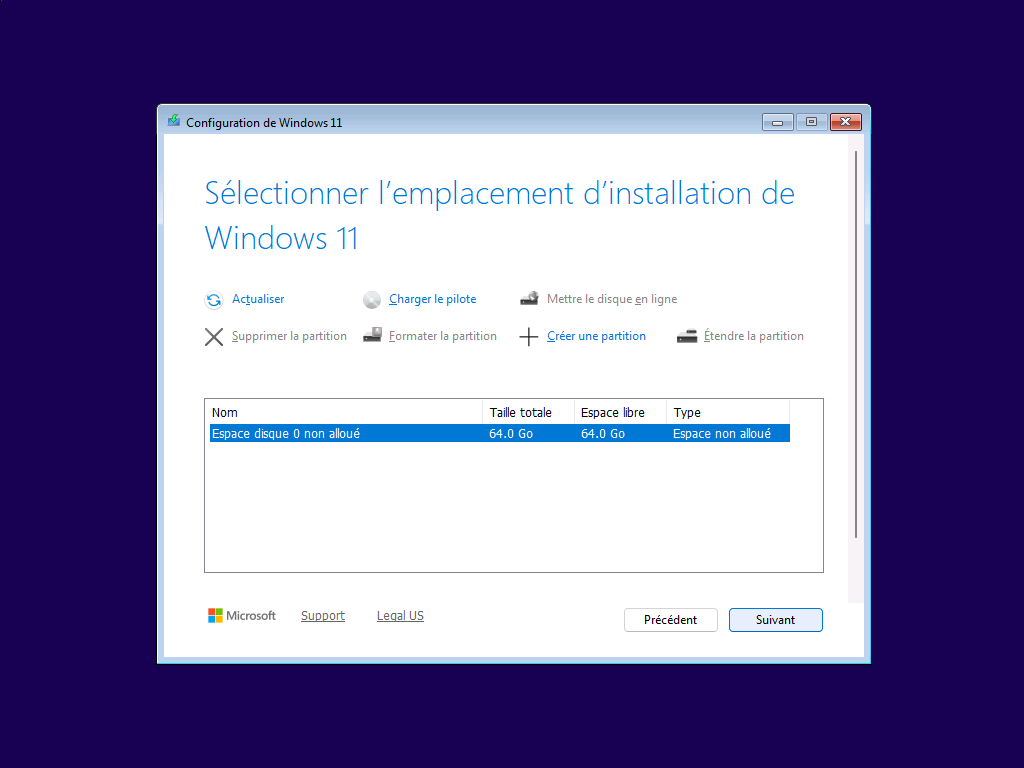 Configuration de Windows 11
Sélectionner l’emplacement d’installation de
Windows 11
Actualiser
Charger le pilote
Mettre le disque en ligne
Supprimer la partition
Formater la partition
Créer une partition
Étendre la partition
Nom Taille totale Espace libre Type
Espace disque 0 non alloué 64.0 Go 64.0 Go Espace non alloué
Microsoft Support Legal US
Précédent Suivant